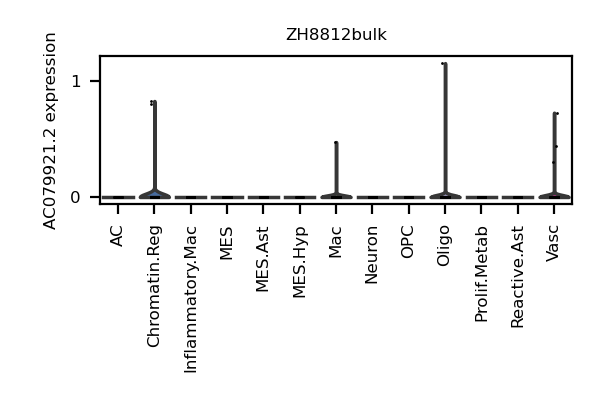 ZH8812bulk
AC079921.2 expression
1
0
AC
Chromatin.Reg
Inflammatory.Mac
MES
MES.Ast
MES.Hyp
Mac
Neuron
OPC
Oligo
Prolif.Metab
Reactive.Ast
Vasc